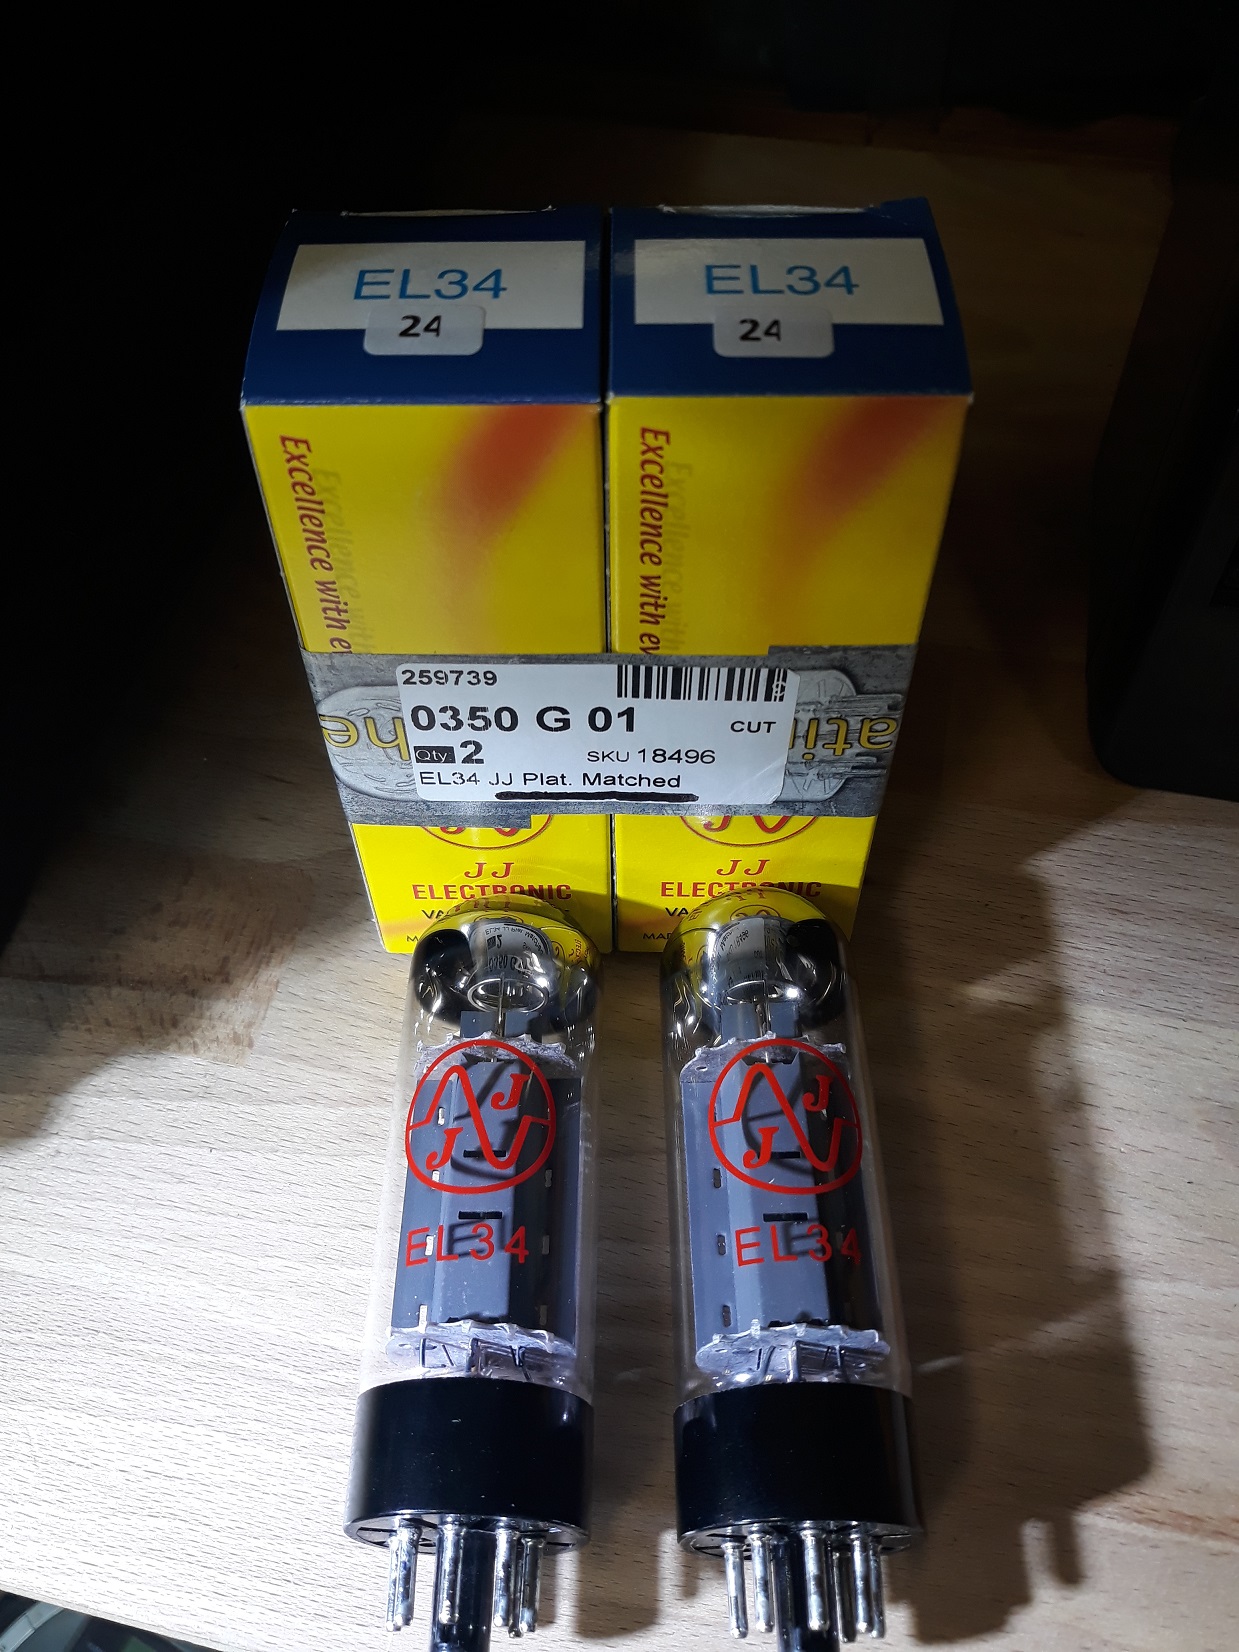 EL34
24
EL34
24
Excellence with
Excellence with
259739
0350 G 01
CUT
Qty 2
SKU 18496
EL34 JJ Plat. Matched
JJ
ELECTRONIC
JJ
ELECTRONIC
JJ
EL34
JJ
EL34